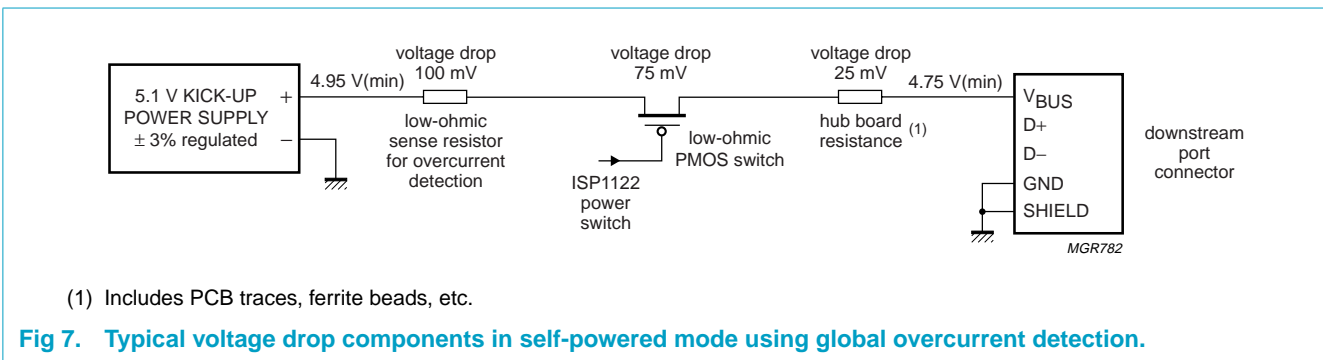 voltage drop
100 mV
voltage drop
75 mV
voltage drop
25 mV
4.95 V(min)
4.75 V(min)
5.1 V KICK-UP
POWER SUPPLY
± 3% regulated
+
−
low-ohmic
sense resistor
for overcurrent
detection
ISP1122
power
switch
low-ohmic
PMOS switch
hub board
resistance (1)
VBUS
D+
D−
GND
SHIELD
downstream
port
connector
MGR782
(1) Includes PCB traces, ferrite beads, etc.
Fig 7. Typical voltage drop components in self-powered mode using global overcurrent detection.